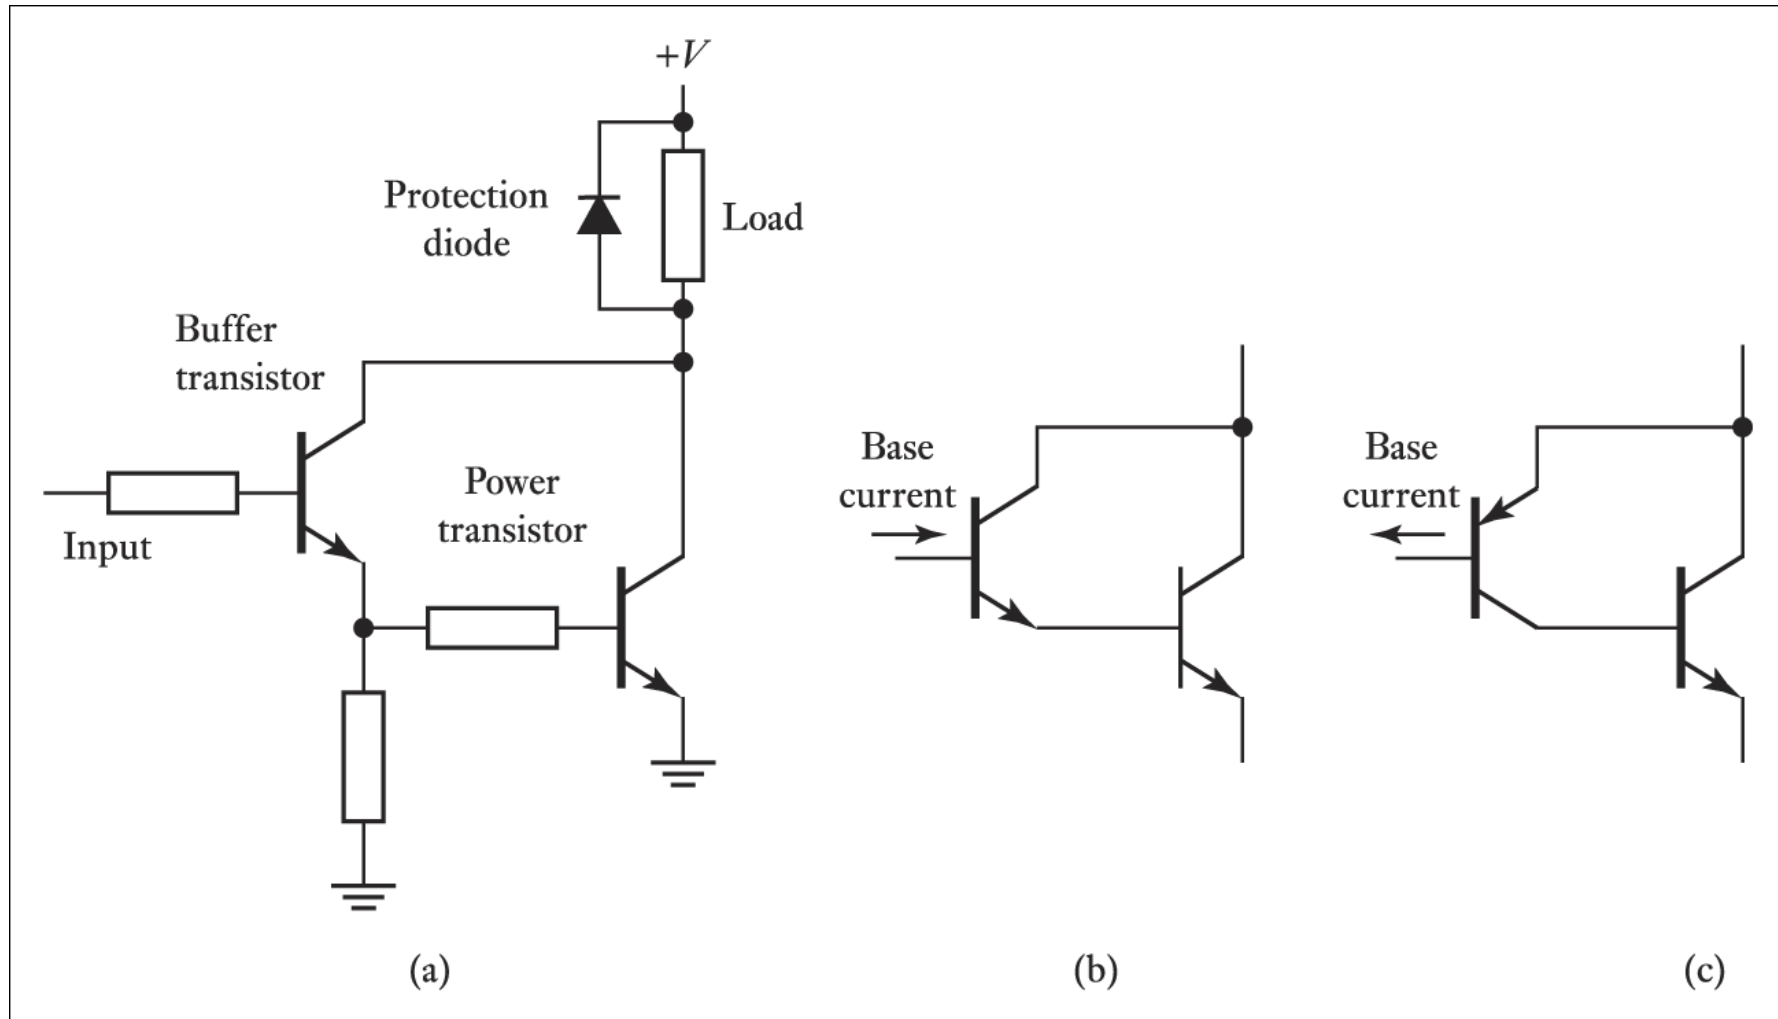 +V
Protection
diode
Load
Buffer
transistor
Power
transistor
Input
Base
current
Base
current
(a)
(b)
(c)